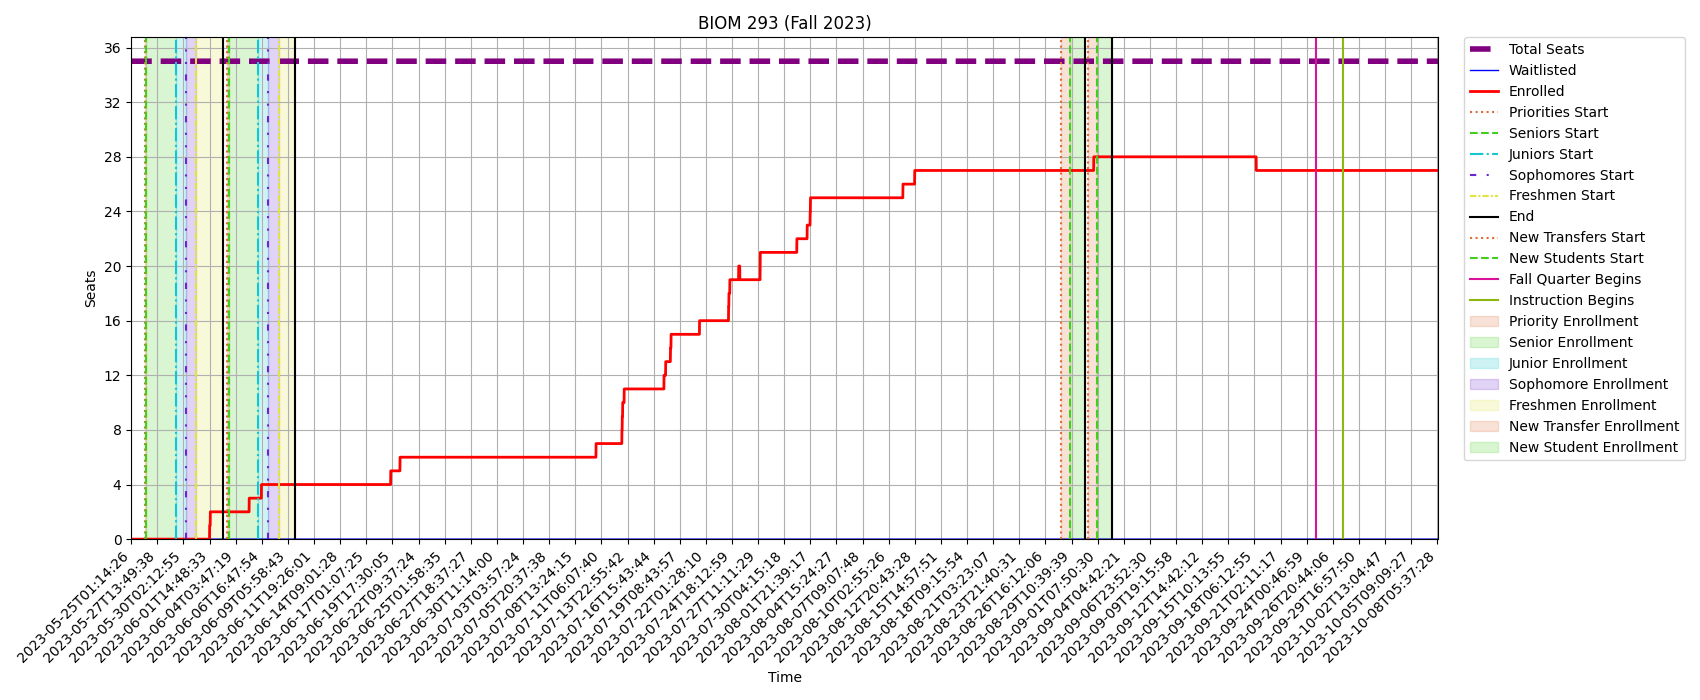 BIOM 293 (Fall 2023)
Seats
36
32
28
24
20
16
12
8
4
0
2023-05-25T01:14:26
2023-05-27T13:49:38
2023-05-30T02:12:55
2023-06-01T14:48:33
2023-06-04T03:47:19
2023-06-06T16:47:54
2023-06-09T05:58:43
2023-06-11T19:26:01
2023-06-14T09:01:28
2023-06-17T01:07:25
2023-06-19T17:30:05
2023-06-22T09:37:24
2023-06-25T01:58:35
2023-06-27T18:37:27
2023-06-30T11:14:00
2023-07-03T03:57:24
2023-07-05T20:37:38
2023-07-08T13:24:15
2023-07-11T06:07:40
2023-07-13T22:55:42
2023-07-16T15:43:44
2023-07-19T08:43:57
2023-07-22T01:28:10
2023-07-24T18:12:59
2023-07-27T11:11:29
2023-07-30T04:15:18
2023-08-01T21:39:17
2023-08-04T15:24:27
2023-08-07T09:07:48
2023-08-10T02:55:26
2023-08-12T20:43:28
2023-08-15T14:57:51
2023-08-18T09:15:54
2023-08-21T03:23:07
2023-08-23T21:40:31
2023-08-26T16:12:06
2023-08-29T10:39:39
2023-09-01T07:50:30
2023-09-04T04:42:21
2023-09-06T23:52:30
2023-09-09T19:15:58
2023-09-12T14:42:12
2023-09-15T10:13:55
2023-09-18T06:12:55
2023-09-21T02:11:17
2023-09-24T00:46:59
2023-09-26T20:44:06
2023-09-29T16:57:50
2023-10-02T13:04:47
2023-10-05T09:09:27
2023-10-08T05:37:28
Time
Total Seats
Waitlisted
Enrolled
Priorities Start
Seniors Start
Juniors Start
Sophomores Start
Freshmen Start
End
New Transfers Start
New Students Start
Fall Quarter Begins
Instruction Begins
Priority Enrollment
Senior Enrollment
Junior Enrollment
Sophomore Enrollment
Freshmen Enrollment
New Transfer Enrollment
New Student Enrollment